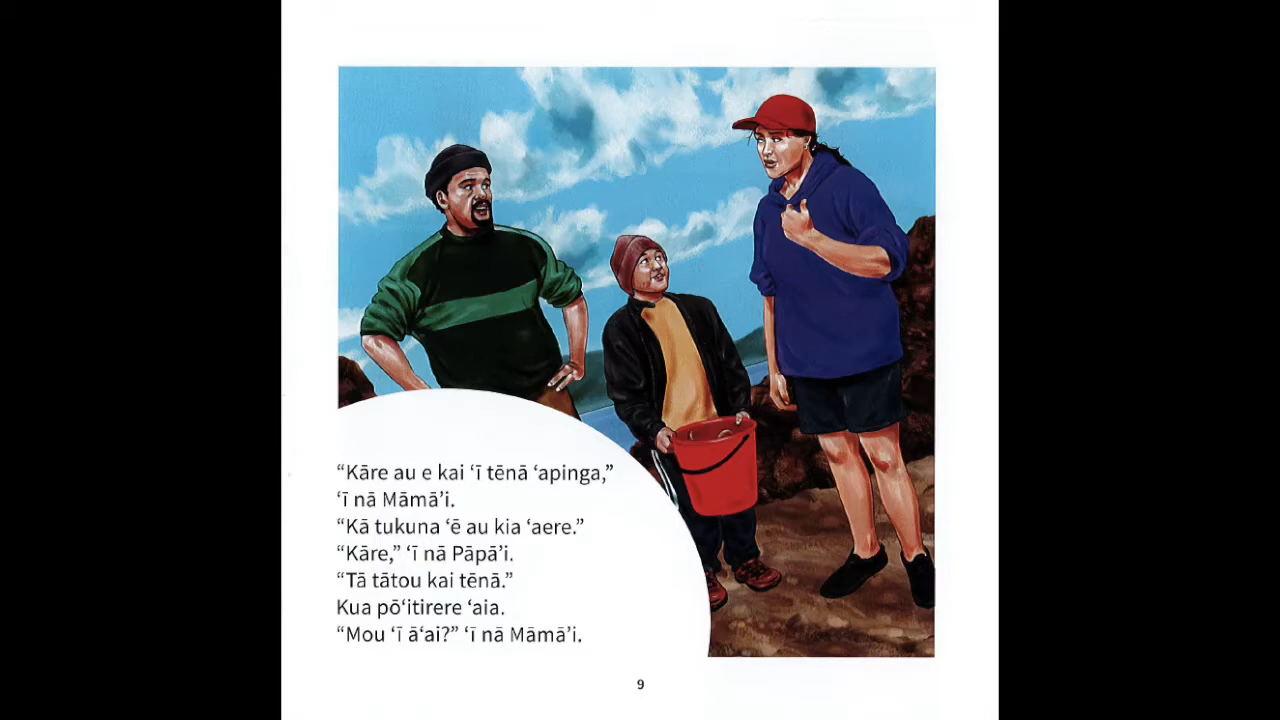 “Kāre au e kai ‘ī tēnā ‘apinga,”
‘ī nā Māmā’i.
“Kā tukuna ‘ē au kia ‘aere.”
“Kāre,” ‘ī nā Pāpā’i.
“Tā tātou kai tēnā.”
Kua pō‘itirere ‘aia.
“Mou ‘ī ā‘ai?” ‘ī nā Māmā’i.
9